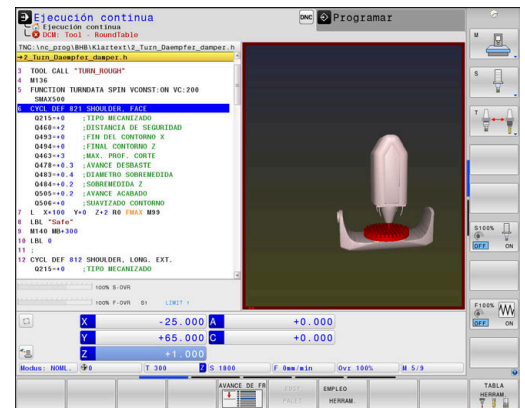 Ejecución continua
Ejecución continua
DCM: Tool - RoundTable
DNC
Programar
TNC:\nc_prog\BHB\Klartext\2_Turn_Daempfer_damper.h
→2_Turn_Daempfer_damper.h
3 TOOL CALL "TURN_ROUGH"
4 M136
5 FUNCTION TURNDATA SPIN VCONST:ON VC:200
SMAX500
6 CYCL DEF 821 SHOULDER, FACE
Q215=+0 ;TIPO MECANIZADO
Q460=+2 ;DISTANCIA DE SEGURIDAD
Q493=+0 ;FIN DEL CONTORNO X
Q494=+0 ;FINAL CONTORNO Z
Q463=+3 ;MAX. PROF. CORTE
Q478=+0.3 ;AVANCE DESBASTE
Q483=+0.4 ;DIAMETRO SOBREMEDIDA
Q484=+0.2 ;SOBREMEDIDA Z
Q505=+0.2 ;AVANCE ACABADO
Q506=+0 ;SUAVIZADO CONTORNO
7 L X+100 Y+0 Z+2 R0 FMAX M99
8 LBL "Safe"
9 M140 MB+300
10 LBL 0
11 ;
12 CYCL DEF 812 SHOULDER, LONG. EXT.
Q215=+0 ;TIPO MECANIZADO
100% S-OVR
100% F-OVR S1 LIMIT 1
X -25.000 A +0.000
Y +65.000 C +0.000
Z +1.000
Modus: NOML. 0 T 300 Z S 1800 F 0mm/min Ovr 100% M 5/9
M
S
T
S100%
OFF ON
F100%
OFF ON
AVANCE DE FR
EDIT
PALET
EMPLEO
HERRAM.
TABLA
HERRAM.